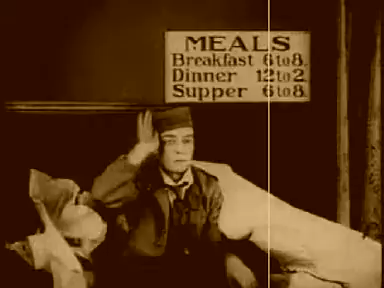 MEALS
Breakfast 6 to 8.
Dinner 12 to 2.
Supper 6 to 8.